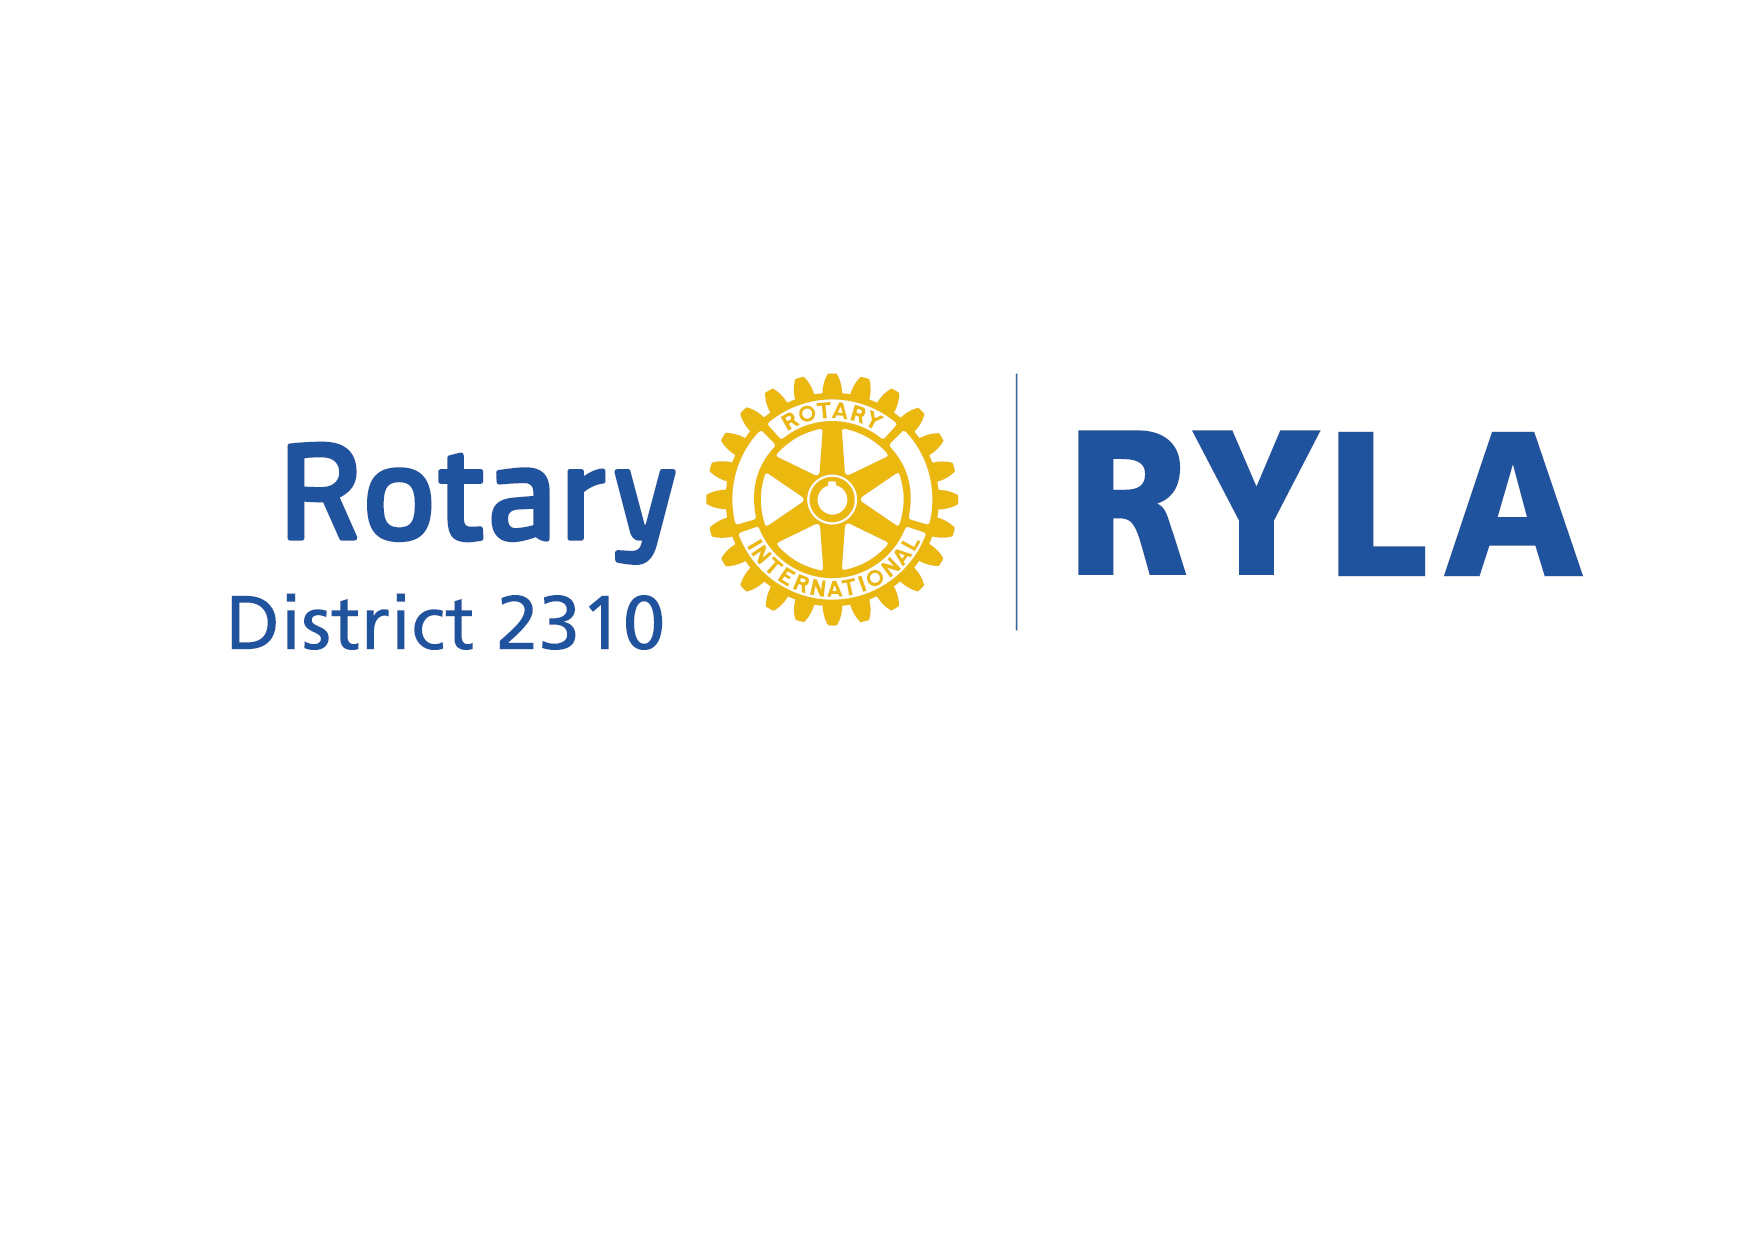 Rotary
District 2310
ROTARY
INTERNATIONAL
RYLA